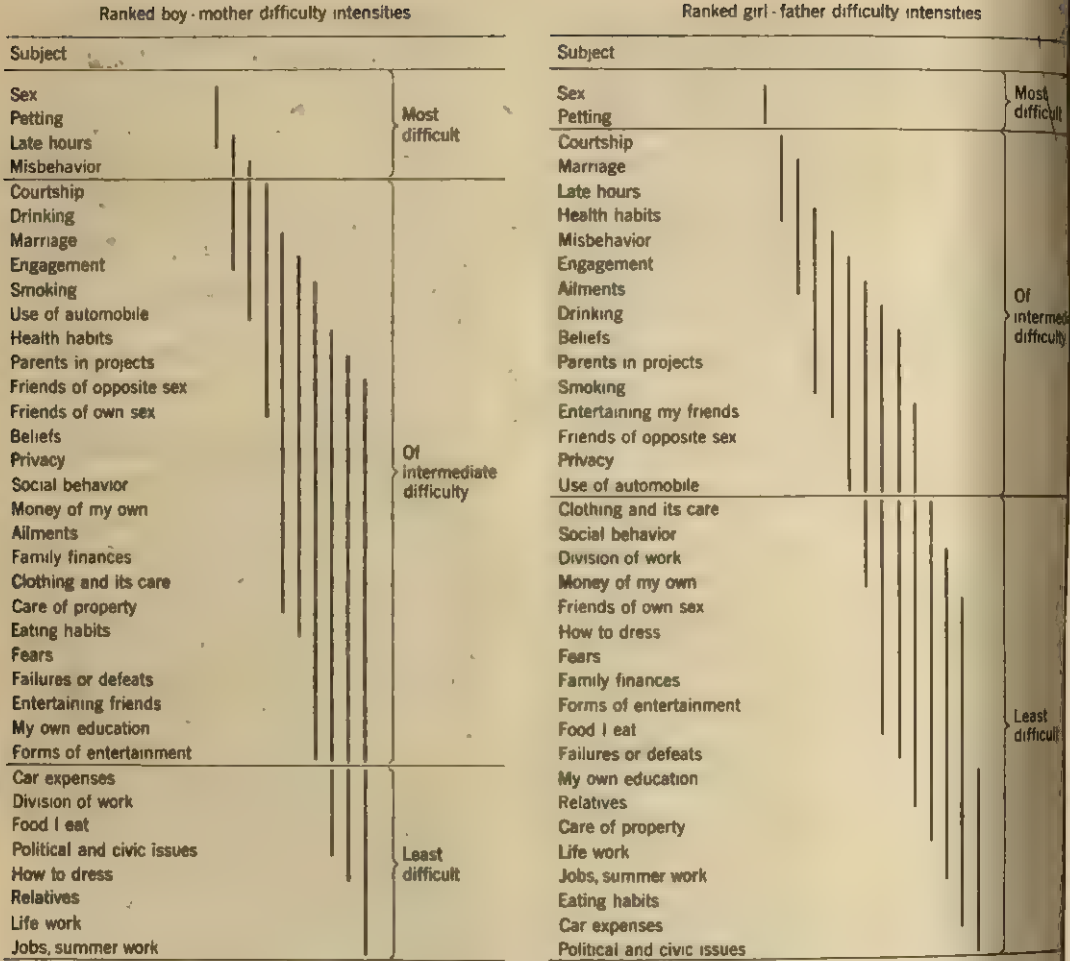 Ranked boy - mother difficulty intensities
Subject
Sex
Petting
Late hours
Misbehavior
Most
difficult
Courtship
Drinking
Marriage
Engagement
Smoking
Use of automobile
Health habits
Parents in projects
Friends of opposite sex
Friends of own sex
Beliefs
Privacy
Social behavior
Money of my own
Ailments
Family finances
Clothing and its care
Care of property
Eating habits
Fears
Failures or defeats
Entertaining friends
My own education
Forms of entertainment
Of
intermediate
difficulty
Car expenses
Division of work
Food I eat
Political and civic issues
How to dress
Relatives
Life work
Jobs, summer work
Least
difficult
Ranked girl - father difficulty intensities
Subject
Sex
Petting
Most
difficult
Courtship
Marriage
Late hours
Health habits
Misbehavior
Engagement
Ailments
Drinking
Beliefs
Parents in projects
Smoking
Entertaining my friends
Friends of opposite sex
Privacy
Use of automobile
Of
intermed
difficulty
Clothing and its care
Social behavior
Division of work
Money of my own
Friends of own sex
How to dress
Fears
Family finances
Forms of entertainment
Food I eat
Failures or defeats
My own education
Relatives
Care of property
Life work
Jobs, summer work
Eating habits
Car expenses
Political and civic issues
Least
difficult